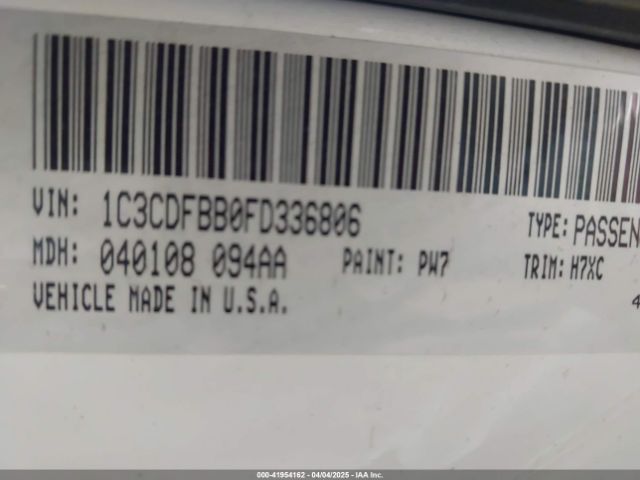 VIN: 1C3CDFBB0FD336806
TYPE: PASSEN
MDH: 040108 094AA
PAINT: PW7
TRIM: H7XC
VEHICLE MADE IN U.S.A.
4
000-41954162 - 04/04/2025 - IAA Inc.